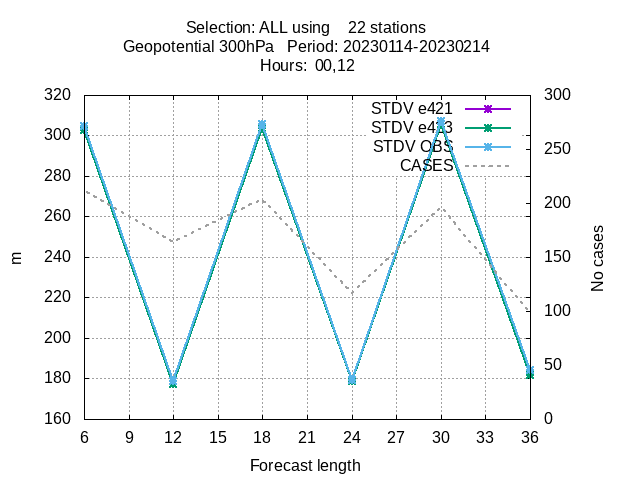 Selection: ALL using 22 stations
Geopotential 300hPa Period: 20230114-20230214
Hours: 00,12
320
300
280
260
240
220
200
180
160
m
300
250
200
150
100
50
0
No cases
STDV e421
STDV OBS
CASES
6 9 12 15 18 21 24 27 30 33 36
Forecast length